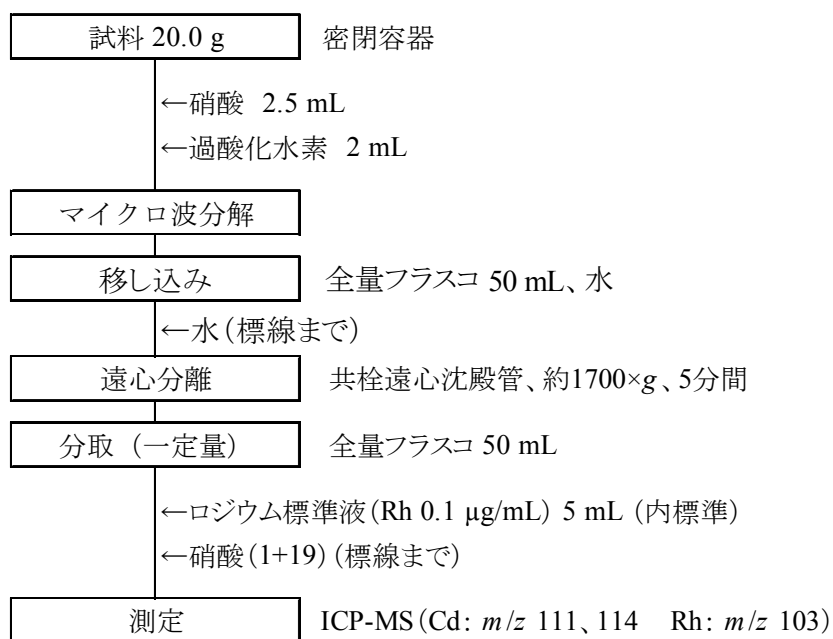 試料 20.0 g 密閉容器
←硝酸 2.5 mL
←過酸化水素 2 mL
マイクロ波分解
移し込み 全量フラスコ 50 mL、水
←水（標線まで）
遠心分離 共栓遠心沈殿管、約1700×g、5分間
分取（一定量） 全量フラスコ 50 mL
←ロジウム標準液（Rh 0.1 µg/mL） 5 mL （内標準）
←硝酸（1+19）（標線まで）
測定 ICP-MS（Cd: m/z 111、114 Rh: m/z 103）